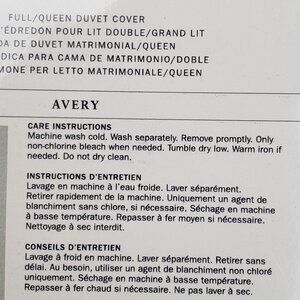 FULL/QUEEN DUVET COVER
POUR LIT DOUBLE/GRAND LIT
DE DUVET MATRIMONIAL/QUEEN
DICA PARA CAMA DE MATRIMONIO/DOBLE
MONE PER LETTO MATRIMONIALE/QUEEN
AVERY
CARE INSTRUCTIONS
Machine wash cold. Wash separately. Remove promptly. Only
non-chlorine bleach when needed. Tumble dry low. Warm iron if
needed. Do not dry clean.
INSTRUCTIONS D'ENTRETIEN
Lavage en machine à l'eau froide. Laver séparément.
Retirer rapidement de la machine. Uniquement un agent de
blanchiment sans chlore, si nécessaire. Séchage en machine
à basse température. Repasser à fer moyen si nécessaire.
Nettoyage à sec interdit.
CONSEILS D'ENTRETIEN
Lavage à froid en machine. Laver séparément. Retirer sans
délai. Au besoin, utiliser un agent de blanchiment non chloré
uniquement. Séchage en machine à basse température.
Repasser à fer chaud si nécessaire. Ne pas laver à sec.